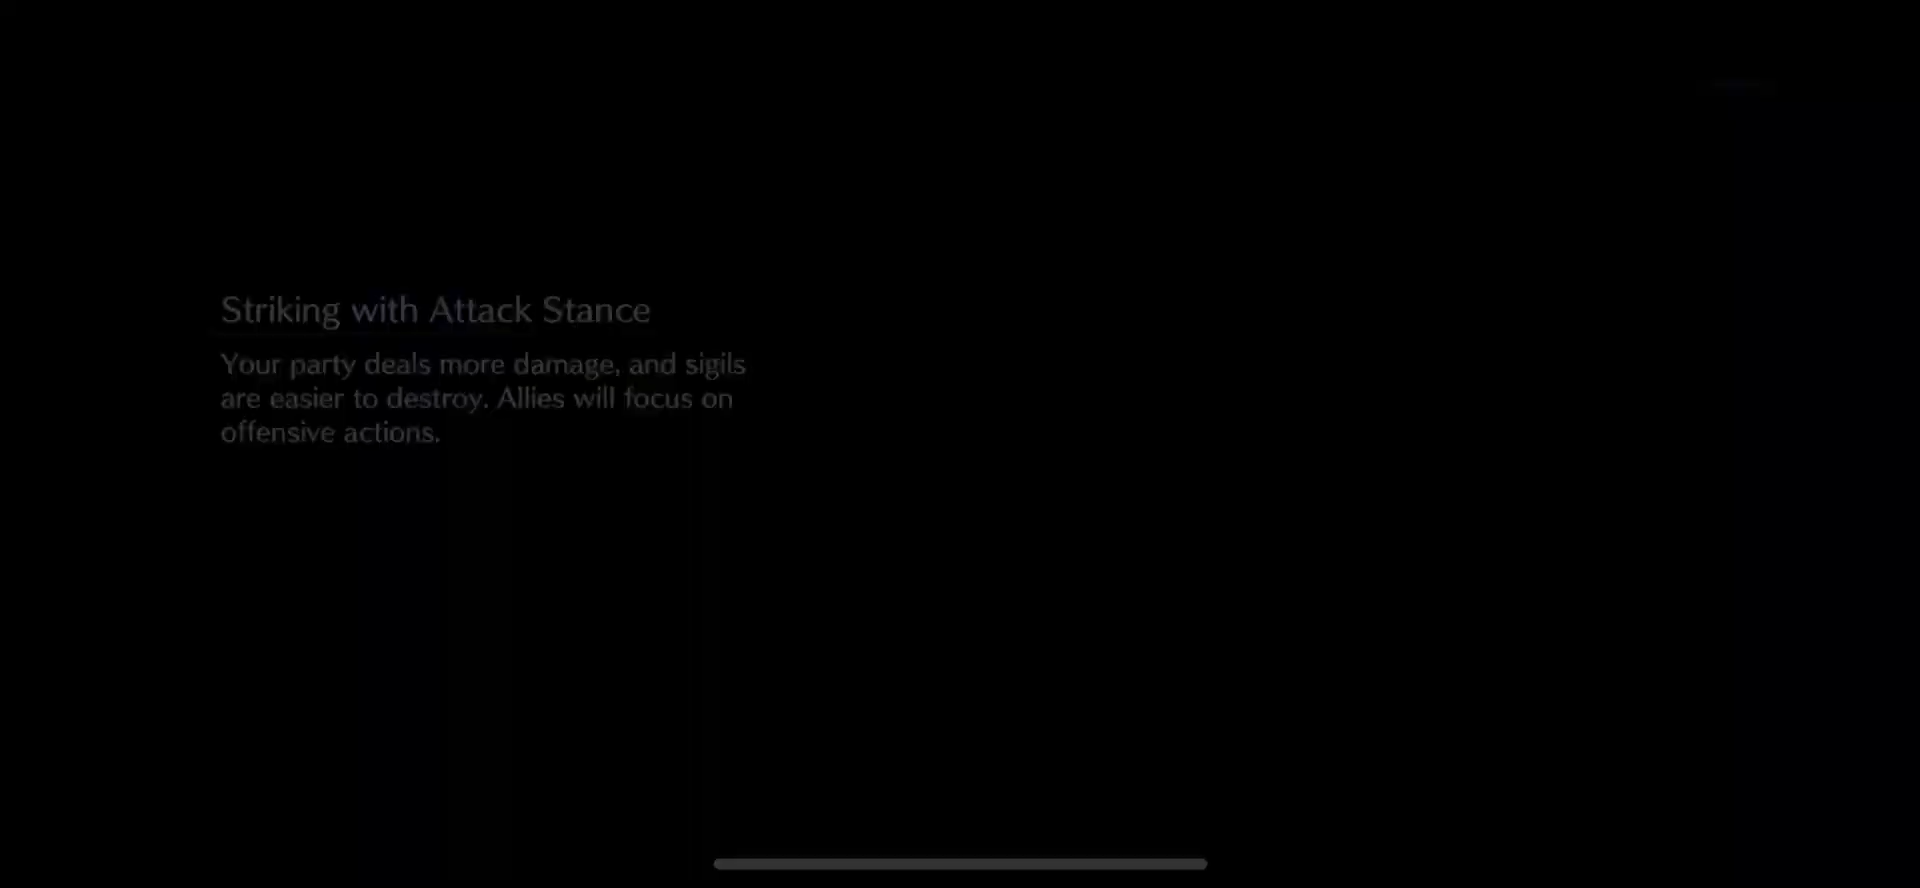 Striking with Attack Stance
Your party deals more damage, and sigils
are easier to destroy. Allies will focus on
offensive actions.